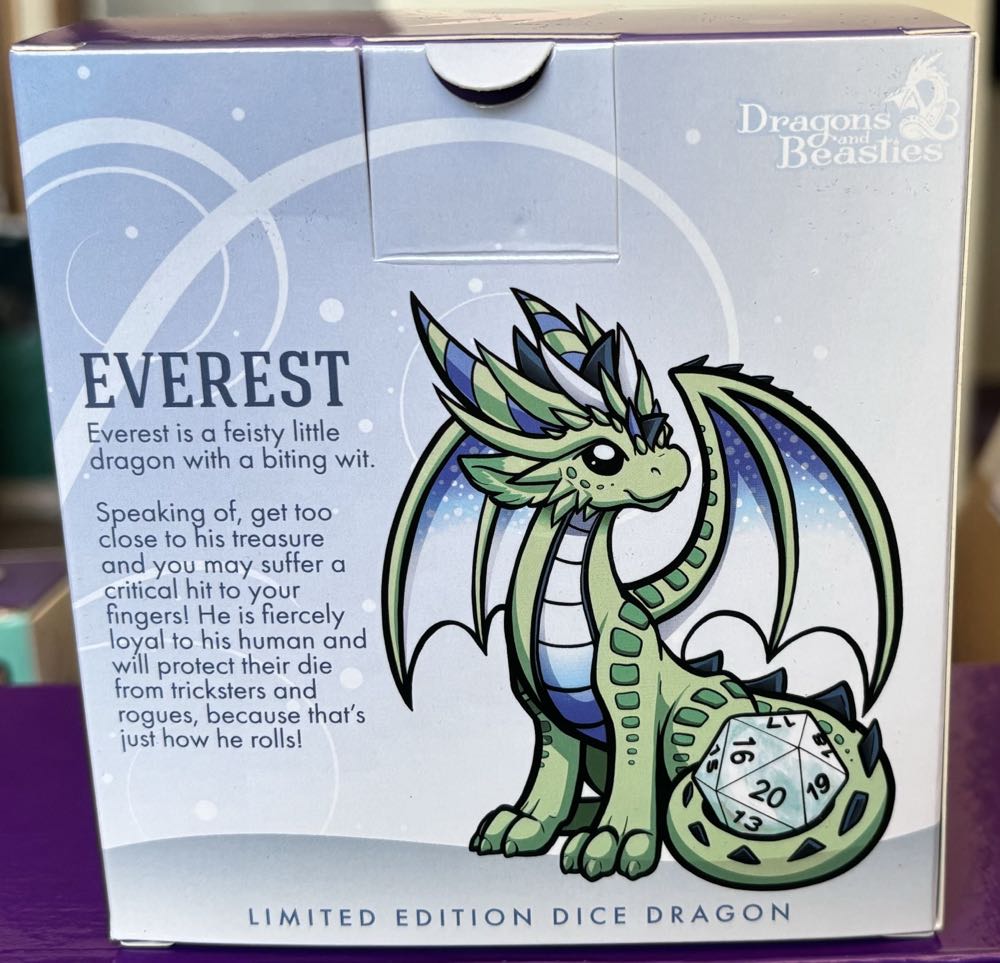 Dragons
and
Beasties
EVEREST
Everest is a feisty little
dragon with a biting wit.
Speaking of, get too
close to his treasure
and you may suffer a
critical hit to your
fingers! He is fiercely
loyal to his human and
will protect their die
from tricksters and
rogues, because that's
just how he rolls!
17
16
15
20
19
13
LIMITED EDITION DICE DRAGON